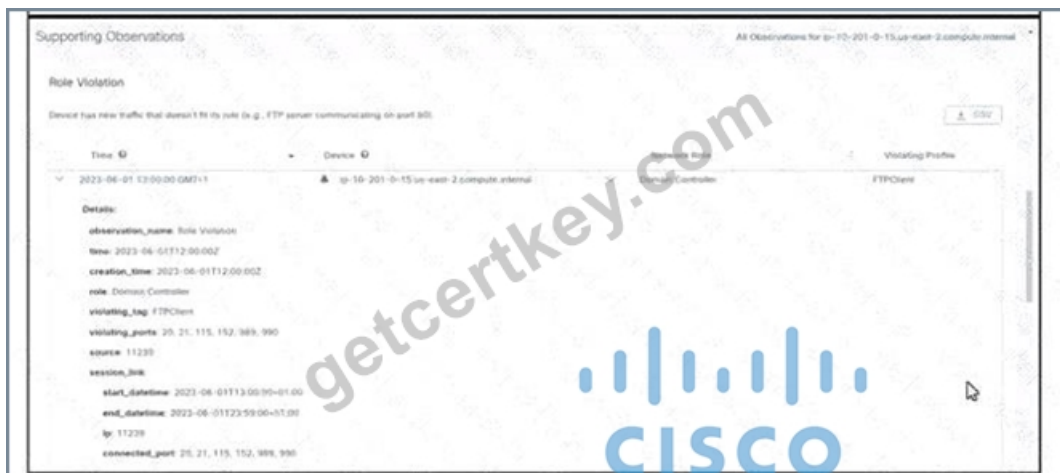 Supporting Observations
All Observations for ip-10-201-0-15.us-east-2.compute.internal
Role Violation
Device has new traffic that doesn't fit its role (e.g., FTP server communicating on port 80).
CSV
Time Device Network Role Violating Profile
2023-06-01 13:00:00 GMT+1 ip-10-201-0-15.us-east-2.compute.internal Domain Controller FTPClient
Details:
observation_name: Role Violation
time: 2023-06-01T12:00:00Z
creation_time: 2023-06-01T12:00:00Z
role: Domain Controller
violating_tag: FTPClient
violating_ports: 20, 21, 115, 152, 989, 990
source: 11239
session_link:
start_datetime: 2023-06-01T13:00:00+01:00
end_datetime: 2023-06-01T23:59:00+01:00
ip: 11239
connected_port: 20, 21, 115, 152, 989, 990
getcertkey.com
CISCO